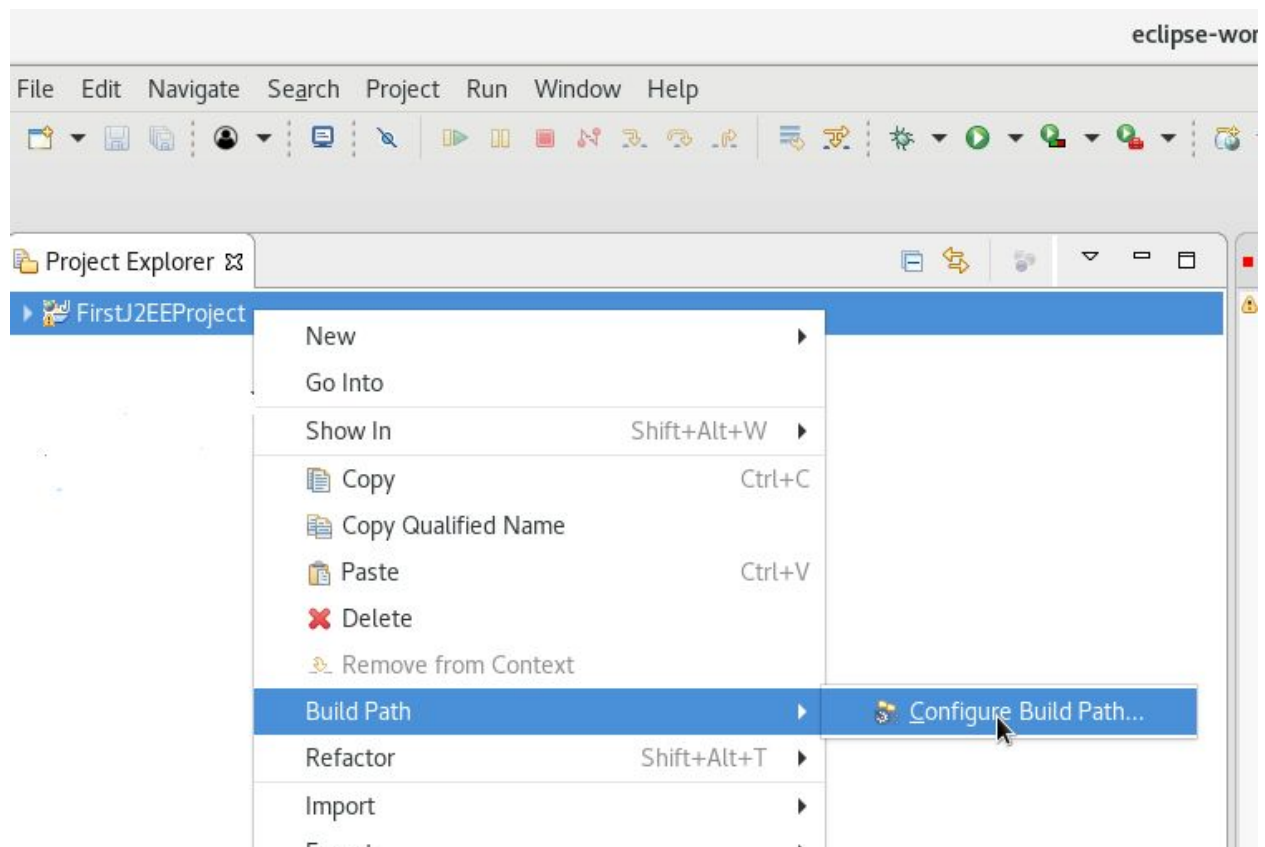 eclipse-wor
File Edit Navigate Search Project Run Window Help
Project Explorer
FirstJ2EEProject
New
Go Into
Show In Shift+Alt+W
Copy Ctrl+C
Copy Qualified Name
Paste Ctrl+V
Delete
Remove from Context
Build Path
Configure Build Path...
Refactor Shift+Alt+T
Import